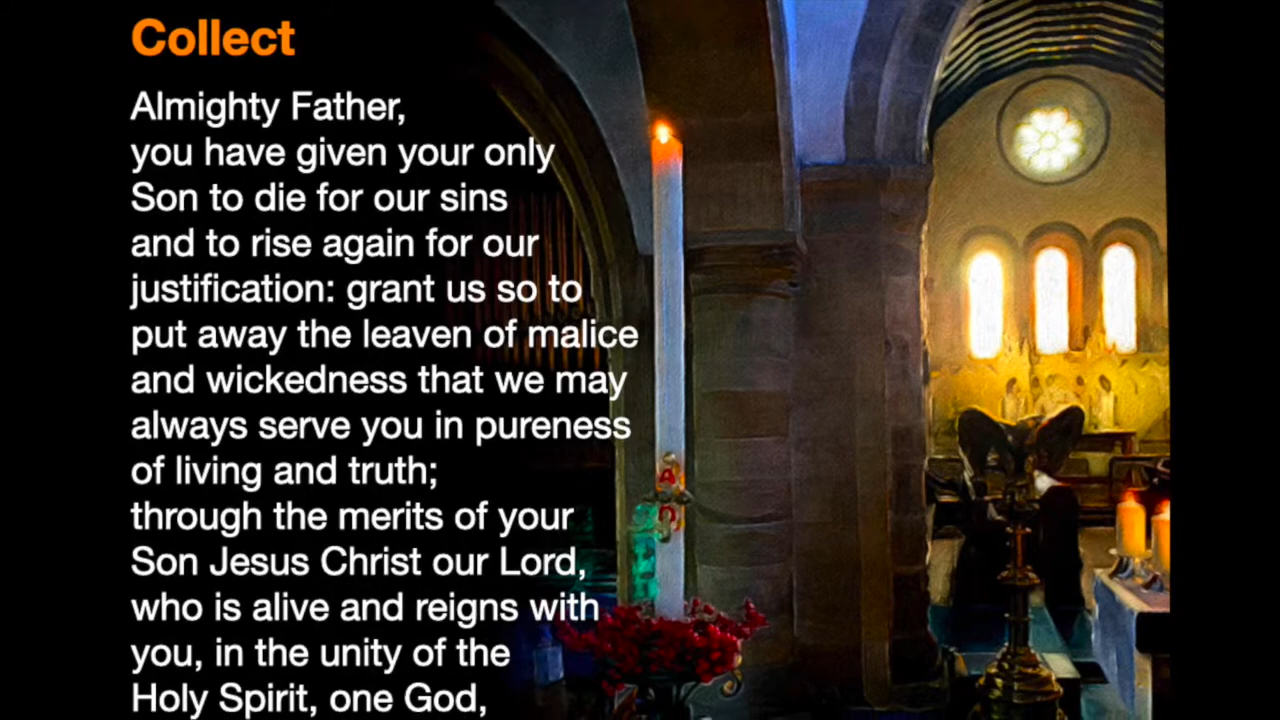 Collect
Almighty Father,
you have given your only
Son to die for our sins
and to rise again for our
justification: grant us so to
put away the leaven of malice
and wickedness that we may
always serve you in pureness
of living and truth;
through the merits of your
Son Jesus Christ our Lord,
who is alive and reigns with
you, in the unity of the
Holy Spirit, one God,
Α
Ω